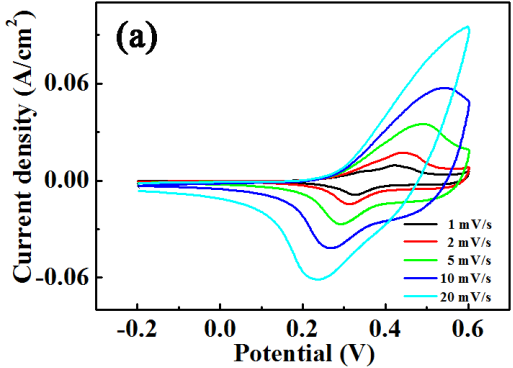 (a)
Current density (A/cm²)
0.06
0.00
-0.06
1 mV/s
2 mV/s
5 mV/s
10 mV/s
20 mV/s
-0.2
0.0
0.2
0.4
0.6
Potential (V)